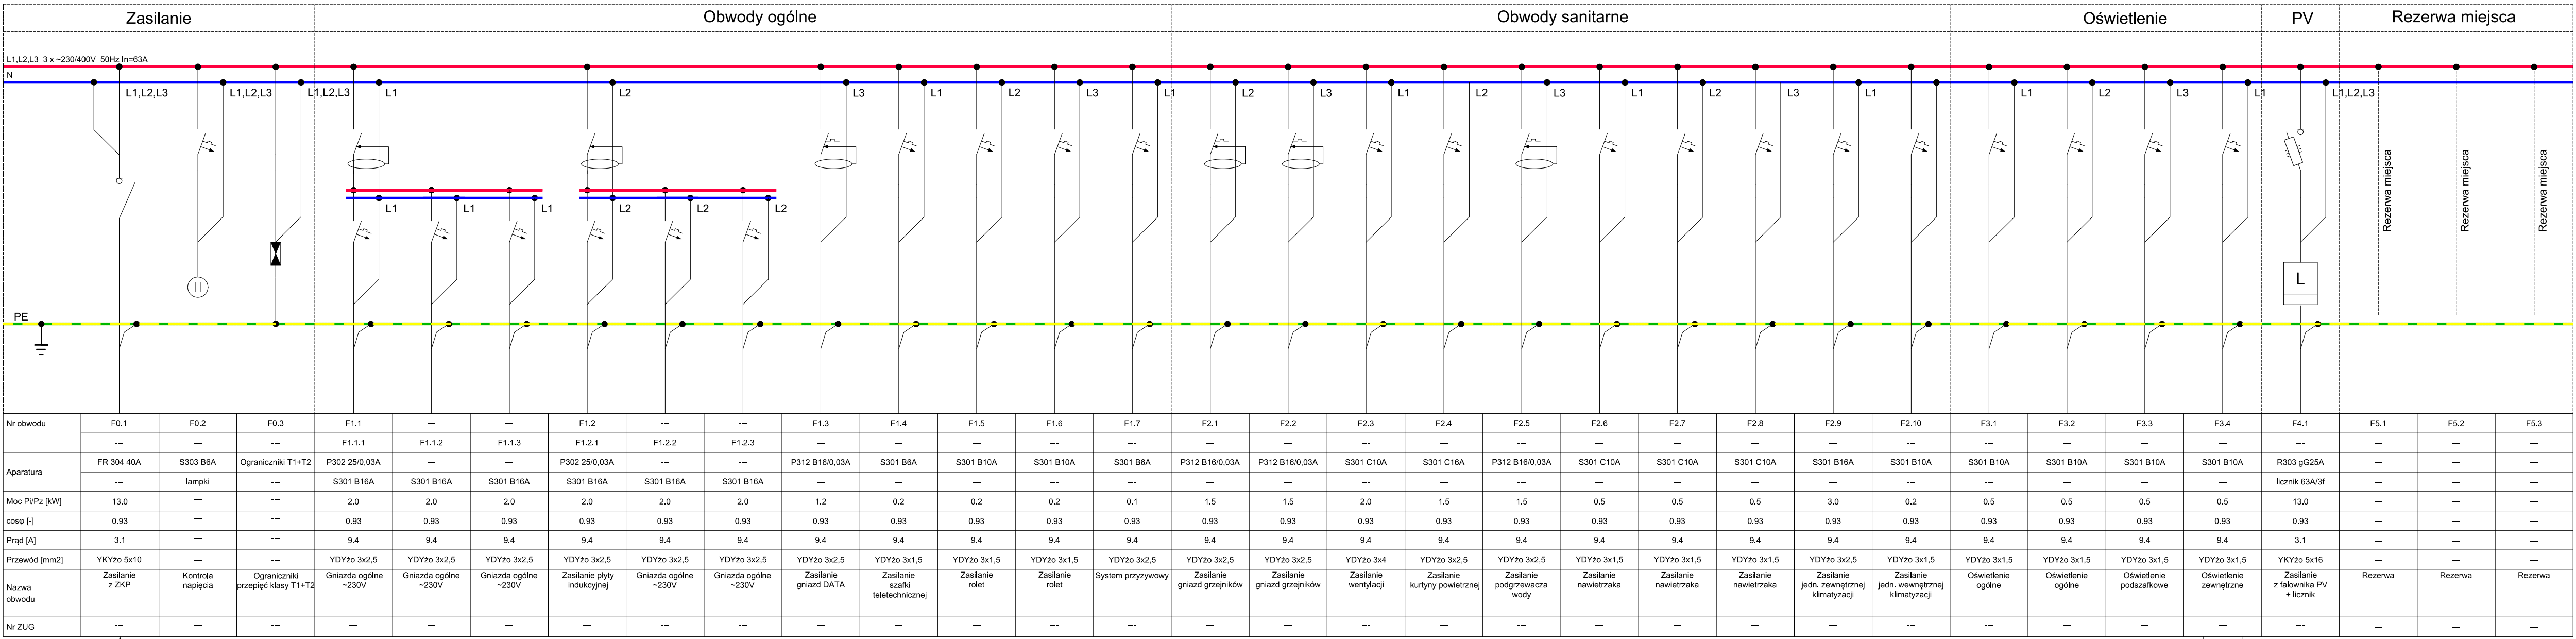 Zasilanie Obwody ogólne Obwody sanitarne Oświetlenie PV Rezerwa miejsca
L1,L2,L3 3 x ~230/400V 50Hz In=63A
N
L1,L2,L3 L1,L2,L3 L1,L2,L3 L1 L2 L3 L1 L2 L3 L1 L2 L3 L1 L2 L3 L1 L2 L3 L1 L1 L2 L3 L1 L1,L2,L3
Rezerwa miejsca Rezerwa miejsca Rezerwa miejsca
L1 L1 L1 L2 L2 L2
L
PE
Nr obwodu F0.1 F0.2 F0.3 F1.1 --- --- F1.2 --- --- F1.3 F1.4 F1.5 F1.6 F1.7 F2.1 F2.2 F2.3 F2.4 F2.5 F2.6 F2.7 F2.8 F2.9 F2.10 F3.1 F3.2 F3.3 F3.4 F4.1 F5.1 F5.2 F5.3
--- --- --- F1.1.1 F1.1.2 F1.1.3 F1.2.1 F1.2.2 F1.2.3 --- --- --- --- --- --- --- --- --- --- --- --- --- --- --- --- --- --- --- --- --- --- ---
Aparatura FR 304 40A S303 B6A Ograniczniki T1+T2 P302 25/0,03A --- --- P302 25/0,03A --- --- P312 B16/0,03A S301 B6A S301 B10A S301 B10A S301 B6A P312 B16/0,03A P312 B16/0,03A S301 C10A S301 C16A P312 B16/0,03A S301 C10A S301 C10A S301 C10A S301 B16A S301 B10A S301 B10A S301 B10A S301 B10A S301 B10A R303 gG25A --- --- ---
--- lampki --- S301 B16A S301 B16A S301 B16A S301 B16A S301 B16A S301 B16A --- --- --- --- --- --- --- --- --- --- --- --- --- --- --- --- --- --- --- licznik 63A/3f --- --- ---
Moc Pi/Pz [kW] 13.0 --- --- 2.0 2.0 2.0 2.0 2.0 2.0 1.2 0.2 0.2 0.2 0.1 1.5 1.5 2.0 1.5 1.5 0.5 0.5 0.5 3.0 0.2 0.5 0.5 0.5 0.5 13.0 --- --- ---
cosφ [-] 0.93 --- --- 0.93 0.93 0.93 0.93 0.93 0.93 0.93 0.93 0.93 0.93 0.93 0.93 0.93 0.93 0.93 0.93 0.93 0.93 0.93 0.93 0.93 0.93 0.93 0.93 0.93 0.93 --- --- ---
Prąd [A] 3,1 --- --- 9,4 9,4 9,4 9,4 9,4 9,4 9,4 9,4 9,4 9,4 9,4 9,4 9,4 9,4 9,4 9,4 9,4 9,4 9,4 9,4 9,4 9,4 9,4 9,4 9,4 3.1 --- --- ---
Przewód [mm2] YKYżo 5x10 --- --- YDYżo 3x2,5 YDYżo 3x2,5 YDYżo 3x2,5 YDYżo 3x2,5 YDYżo 3x2,5 YDYżo 3x2,5 YDYżo 3x2,5 YDYżo 3x1,5 YDYżo 3x1,5 YDYżo 3x1,5 YDYżo 3x2,5 YDYżo 3x2,5 YDYżo 3x2,5 YDYżo 3x4 YDYżo 3x2,5 YDYżo 3x2,5 YDYżo 3x1,5 YDYżo 3x1,5 YDYżo 3x1,5 YDYżo 3x2,5 YDYżo 3x1,5 YDYżo 3x1,5 YDYżo 3x1,5 YDYżo 3x1,5 YDYżo 3x1,5 YKYżo 5x16 --- --- ---
Nazwa
obwodu
Zasilanie
z ZKP
Kontrola
napięcia
Ograniczniki
przepięć klasy T1+T2
Gniazda ogólne
~230V
Gniazda ogólne
~230V
Gniazda ogólne
~230V
Zasilanie płyty
indukcyjnej
Gniazda ogólne
~230V
Gniazda ogólne
~230V
Zasilanie
gniazd DATA
Zasilanie
szafki
teletechnicznej
Zasilanie
rolet
Zasilanie
rolet
System przyzywowy
Zasilanie
gniazd grzejników
Zasilanie
gniazd grzejników
Zasilanie
wentylacji
Zasilanie
kurtyny powietrznej
Zasilanie
podgrzewacza
wody
Zasilanie
nawietrzaka
Zasilanie
nawietrzaka
Zasilanie
nawietrzaka
Zasilanie
jedn. zewnętrznej
klimatyzacji
Zasilanie
jedn. wewnętrznej
klimatyzacji
Oświetlenie
ogólne
Oświetlenie
ogólne
Oświetlenie
podszafkowe
Oświetlenie
zewnętrzne
Zasilanie
z falownika PV
+ licznik
Rezerwa
Rezerwa
Rezerwa
Nr ZUG --- --- --- --- --- --- --- --- --- --- --- --- --- --- --- --- --- --- --- --- --- --- --- --- --- --- --- --- --- --- --- ---